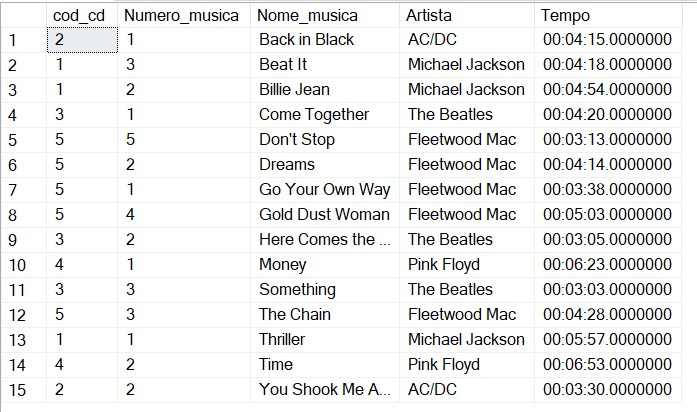 cod_cd Numero_musica Nome_musica Artista Tempo
1 2 1 Back in Black AC/DC 00:04:15.0000000
2 1 3 Beat It Michael Jackson 00:04:18.0000000
3 1 2 Billie Jean Michael Jackson 00:04:54.0000000
4 3 1 Come Together The Beatles 00:04:20.0000000
5 5 5 Don't Stop Fleetwood Mac 00:03:13.0000000
6 5 2 Dreams Fleetwood Mac 00:04:14.0000000
7 5 1 Go Your Own Way Fleetwood Mac 00:03:38.0000000
8 5 4 Gold Dust Woman Fleetwood Mac 00:05:03.0000000
9 3 2 Here Comes the ... The Beatles 00:03:05.0000000
10 4 1 Money Pink Floyd 00:06:23.0000000
11 3 3 Something The Beatles 00:03:03.0000000
12 5 3 The Chain Fleetwood Mac 00:04:28.0000000
13 1 1 Thriller Michael Jackson 00:05:57.0000000
14 4 2 Time Pink Floyd 00:06:53.0000000
15 2 2 You Shook Me A... AC/DC 00:03:30.0000000